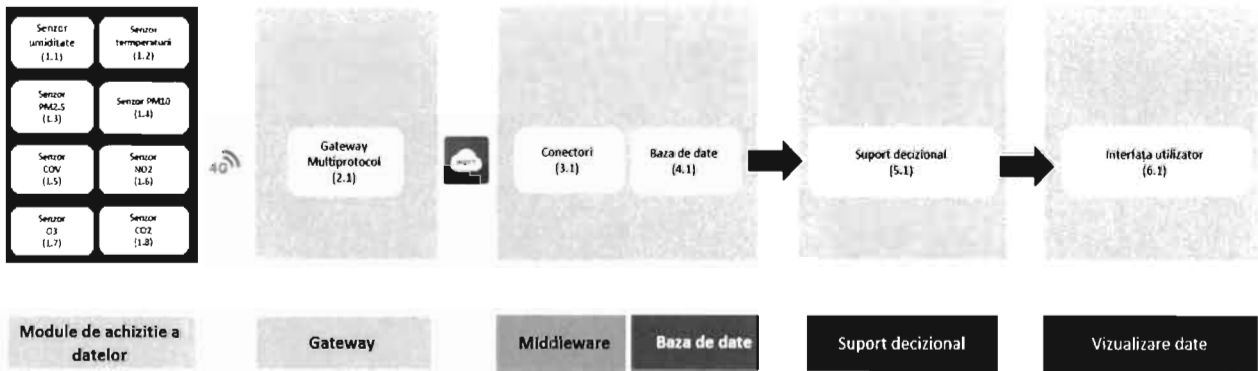 Senzor
umiditate
(1.1)
Senzor
termperatură
(1.2)
Senzor
PM2.5
(1.3)
Senzor PM10
(1.4)
Senzor
COV
(1.5)
Senzor
NO2
(1.6)
Senzor
O3
(1.7)
Senzor
CO2
(1.8)
4G
Gateway
Multiprotocol
(2.1)
Conectori
(3.1)
Baza de date
(4.1)
Suport decizional
(5.1)
Interfața utilizator
(6.1)
Module de achizitie a
datelor
Gateway
Middleware
Baza de date
Suport decizional
Vizualizare date